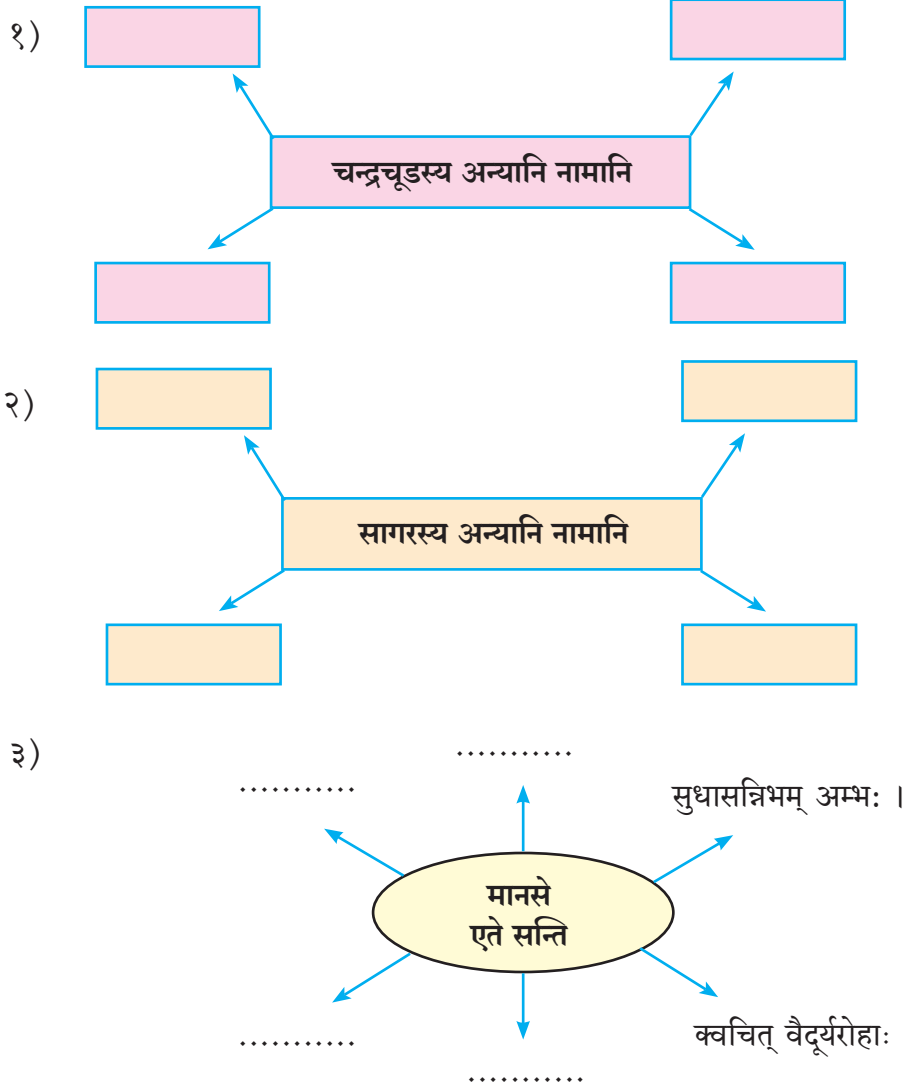 १)
चन्द्रचूडस्य अन्यानि नामानि
२)
सागरस्य अन्यानि नामानि
३)
...........
...........
सुधासन्निभम् अम्भः ।
मानसे
एते सन्ति
...........
क्वचित् वैदूर्यरोहाः
...........